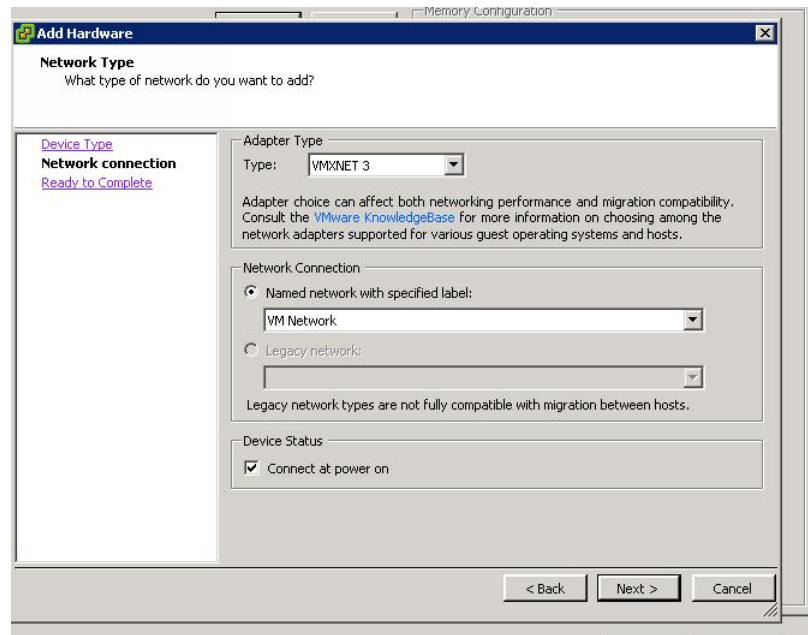 Memory Configuration
Add Hardware
Network Type
What type of network do you want to add?
Device Type
Network connection
Ready to Complete
Adapter Type
Type: VMXNET 3
Adapter choice can affect both networking performance and migration compatibility.
Consult the VMware KnowledgeBase for more information on choosing among the
network adapters supported for various guest operating systems and hosts.
Network Connection
Named network with specified label:
VM Network
Legacy network:
Legacy network types are not fully compatible with migration between hosts.
Device Status
Connect at power on
< Back Next > Cancel